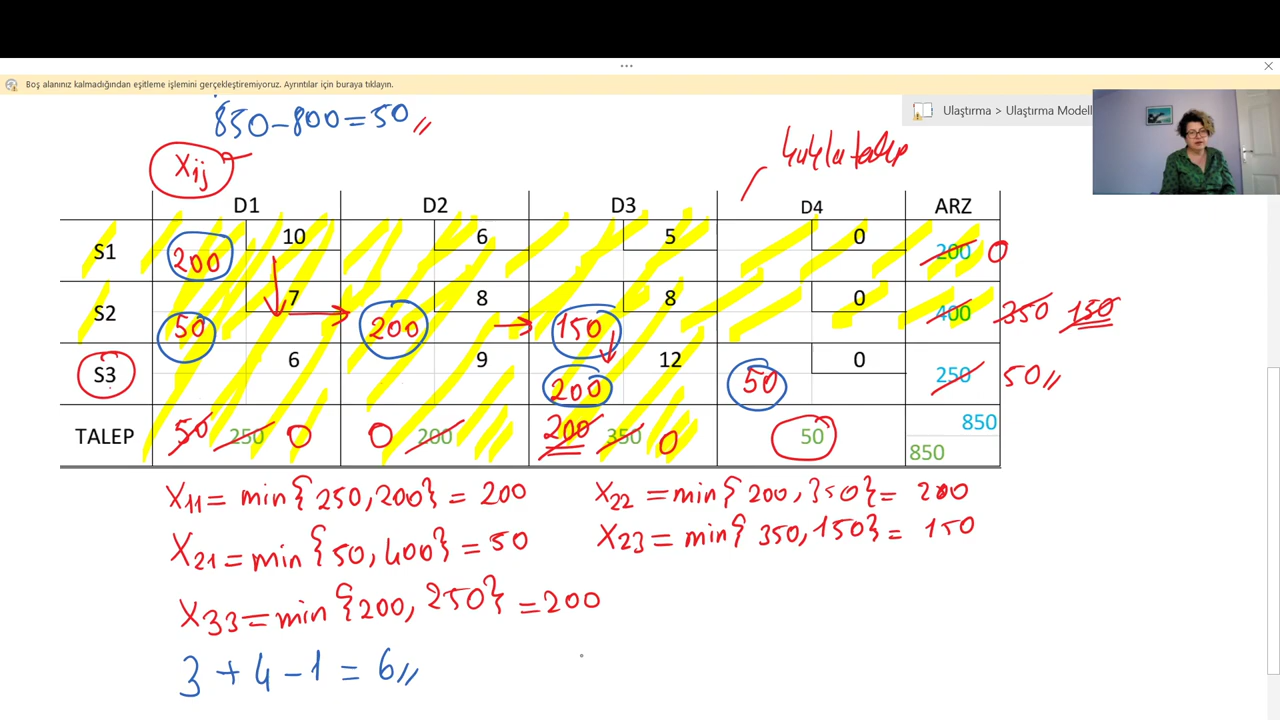 Boş alanınız kalmadığından eşitleme işlemini gerçekleştiremiyoruz. Ayrıntılar için buraya tıklayın.
850-800=50 //
Ulaştırma > Ulaştırma Modell
Xij
kukla talep
D1 D2 D3 D4 ARZ
S1 200 10 6 5 0 200 0
S2 50 7 200 8 150 8 0 400 350 150
S3 6 9 200 12 50 0 250 50 //
TALEP 50 250 0 0 200 200 350 0 50 850 850
X11 = min{250,200} = 200
X21 = min{50,400} = 50
X33 = min{200, 250} = 200
3 + 4 - 1 = 6 //
X22 = min{200,350} = 200
X23 = min{350,150} = 150